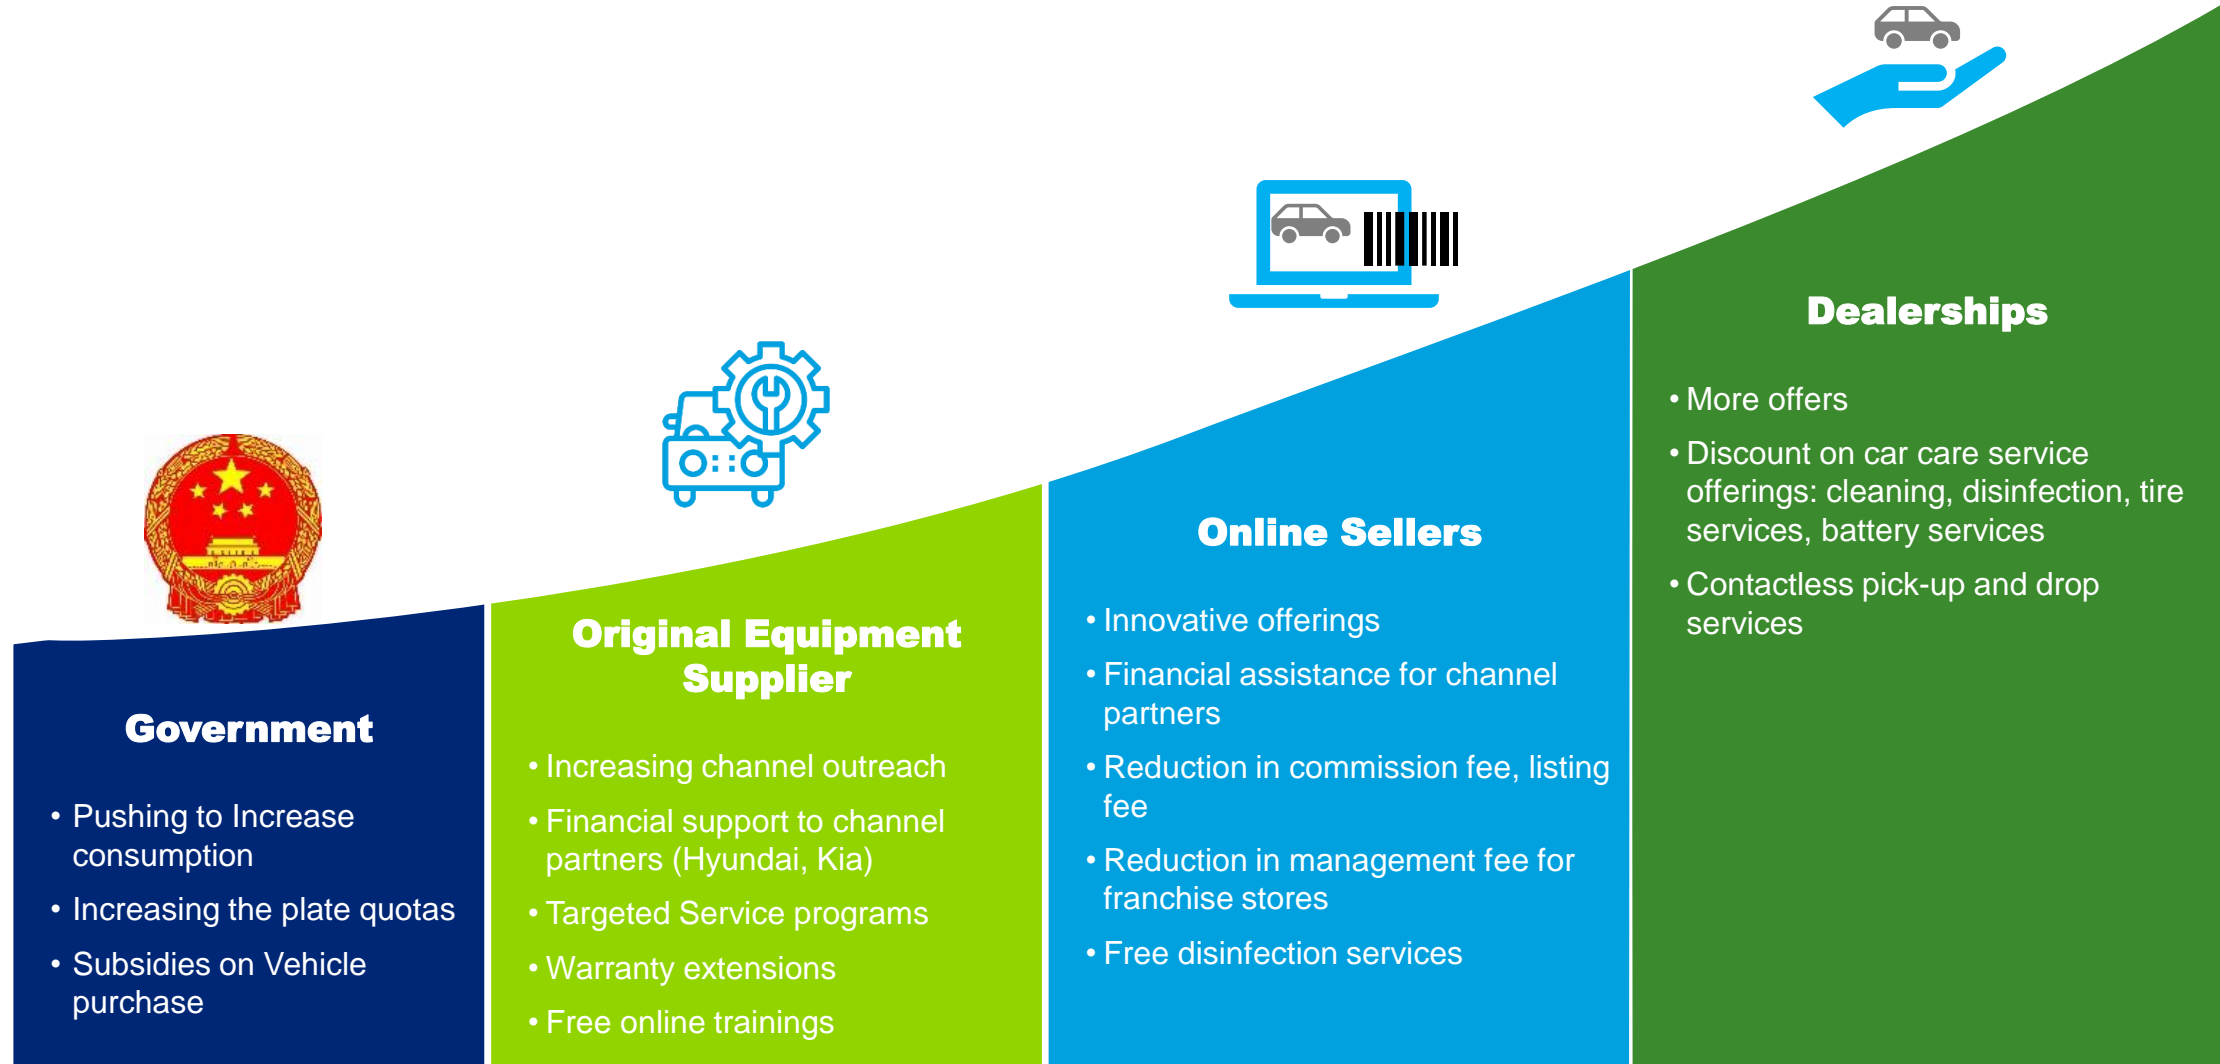 Government
• Pushing to Increase
consumption
• Increasing the plate quotas
• Subsidies on Vehicle
purchase
Original Equipment
Supplier
• Increasing channel outreach
• Financial support to channel
partners (Hyundai, Kia)
• Targeted Service programs
• Warranty extensions
• Free online trainings
Online Sellers
• Innovative offerings
• Financial assistance for channel
partners
• Reduction in commission fee, listing
fee
• Reduction in management fee for
franchise stores
• Free disinfection services
Dealerships
• More offers
• Discount on car care service
offerings: cleaning, disinfection, tire
services, battery services
• Contactless pick-up and drop
services